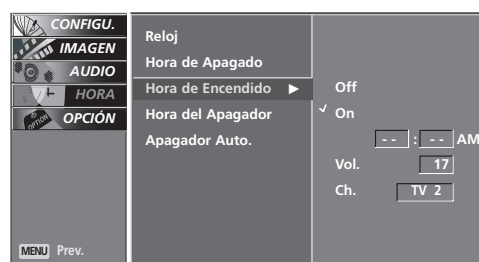 CONFIGU.
IMAGEN
AUDIO
HORA
OPTION
OPCIÓN
MENU Prev.
Reloj
Hora de Apagado
Hora de Encendido ►
Hora del Apagador
Apagador Auto.
Off
✓ On
- - : - - AM
Vol. 17
Ch. TV 2